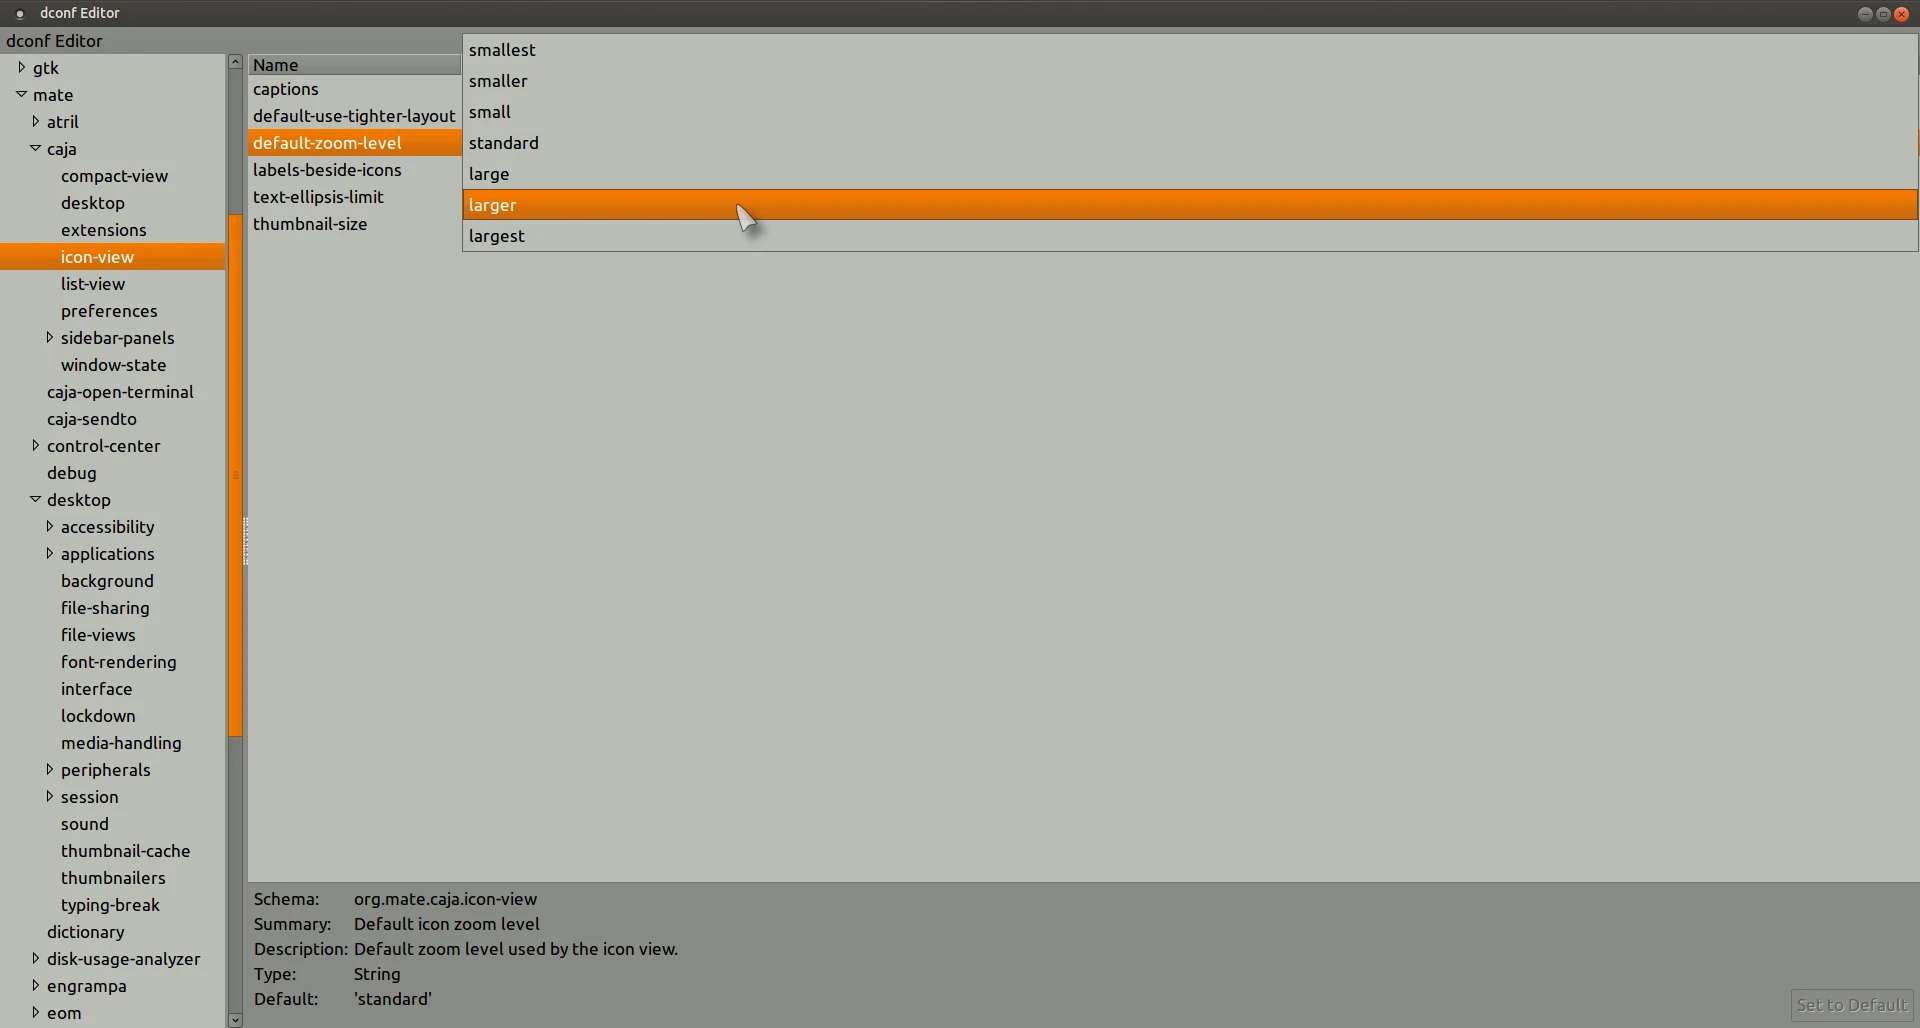 dconf Editor
dconf Editor
gtk
mate
atril
caja
compact-view
desktop
extensions
icon-view
list-view
preferences
sidebar-panels
window-state
caja-open-terminal
caja-sendto
control-center
debug
desktop
accessibility
applications
background
file-sharing
file-views
font-rendering
interface
lockdown
media-handling
peripherals
session
sound
thumbnail-cache
thumbnailers
typing-break
dictionary
disk-usage-analyzer
engrampa
eom
Name
captions
default-use-tighter-layout
default-zoom-level
labels-beside-icons
text-ellipsis-limit
thumbnail-size
smallest
smaller
small
standard
large
larger
largest
Schema: org.mate.caja.icon-view
Summary: Default icon zoom level
Description: Default zoom level used by the icon view.
Type: String
Default: 'standard'
Set to Default